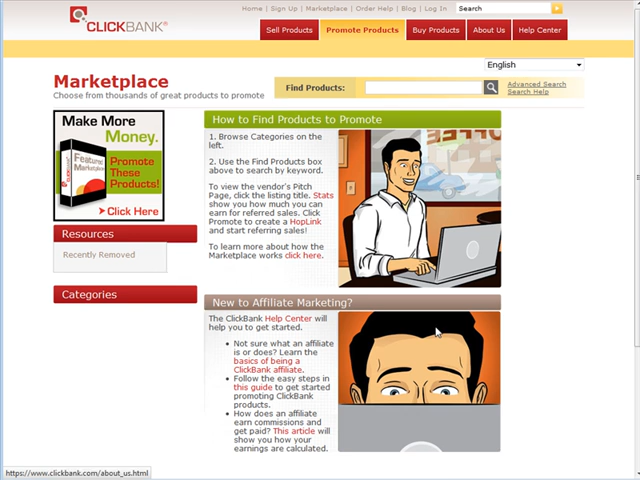 Home | Sign Up | Marketplace | Order Help | Blog | Log In
Search
CLICKBANK®
Sell Products
Promote Products
Buy Products
About Us
Help Center
English
Marketplace
Choose from thousands of great products to promote
Find Products:
Advanced Search
Search Help
Make More
Money.
Featured
Marketplace
Promote
These
Products!
Click Here
Resources
Recently Removed
Categories
How to Find Products to Promote
1. Browse Categories on the
left.
2. Use the Find Products box
above to search by keyword.
To view the vendor's Pitch
Page, click the listing title. Stats
show you how much you can
earn for referred sales. Click
Promote to create a HopLink
and start referring sales!
To learn more about how the
Marketplace works click here.
COFFEE
New to Affiliate Marketing?
The ClickBank Help Center will
help you to get started.
• Not sure what an affiliate
is or does? Learn the
basics of being a
ClickBank affiliate.
• Follow the easy steps in
this guide to get started
promoting ClickBank
products.
• How does an affiliate
earn commissions and
get paid? This article will
show you how your
earnings are calculated.
https://www.clickbank.com/about_us.html